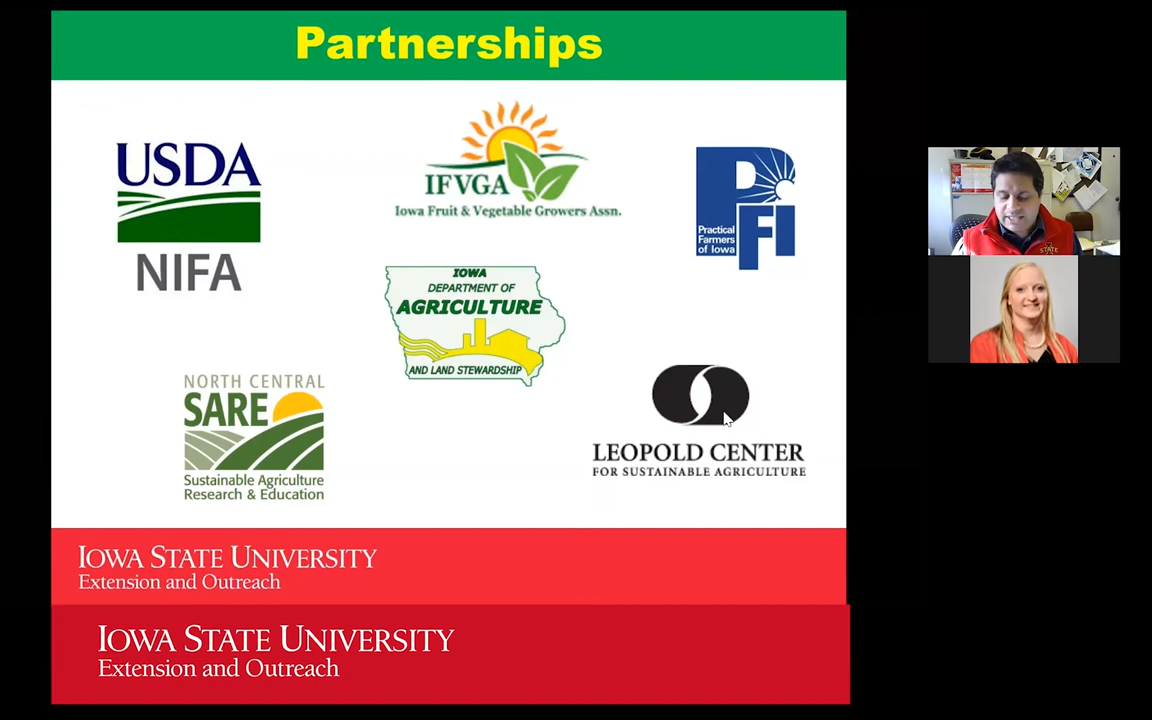 Partnerships
USDA
NIFA
IFVGA
Iowa Fruit & Vegetable Growers Assn.
PFI
Practical
Farmers
of Iowa
IOWA
DEPARTMENT OF
AGRICULTURE
AND LAND STEWARDSHIP
NORTH CENTRAL
SARE
Sustainable Agriculture
Research & Education
LEOPOLD CENTER
FOR SUSTAINABLE AGRICULTURE
IOWA STATE UNIVERSITY
Extension and Outreach
IOWA STATE UNIVERSITY
Extension and Outreach
STATE